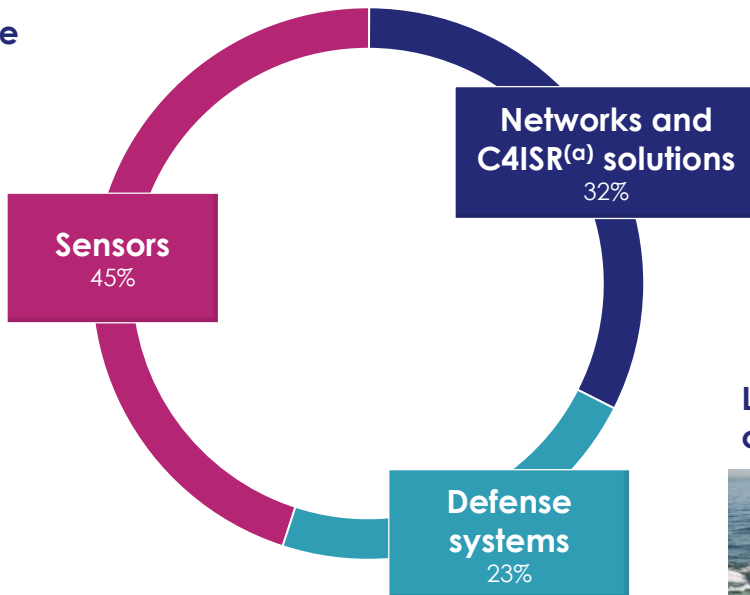 Networks and
C4ISR(a) solutions
32%
Sensors
45%
Defense
systems
23%